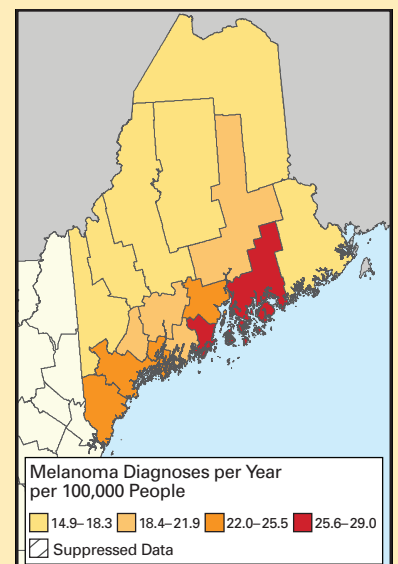 Melanoma Diagnoses per Year
per 100,000 People
14.9–18.3 18.4–21.9 22.0–25.5 25.6–29.0
Suppressed Data